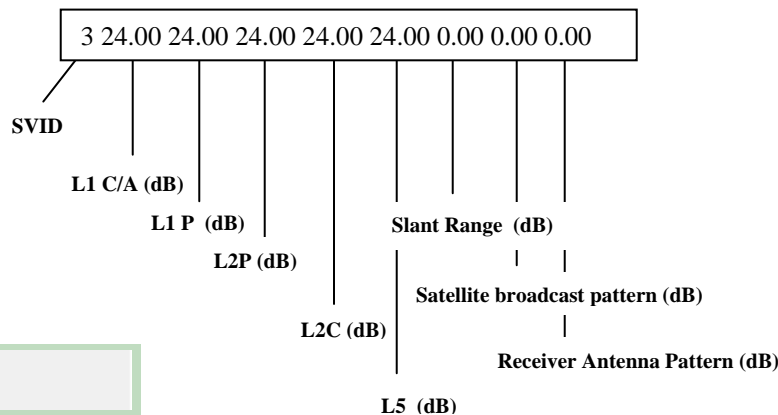 3 24.00 24.00 24.00 24.00 24.00 0.00 0.00 0.00
SVID
L1 C/A (dB)
L1 P (dB)
L2P (dB)
Slant Range (dB)
Satellite broadcast pattern (dB)
L2C (dB)
Receiver Antenna Pattern (dB)
L5 (dB)